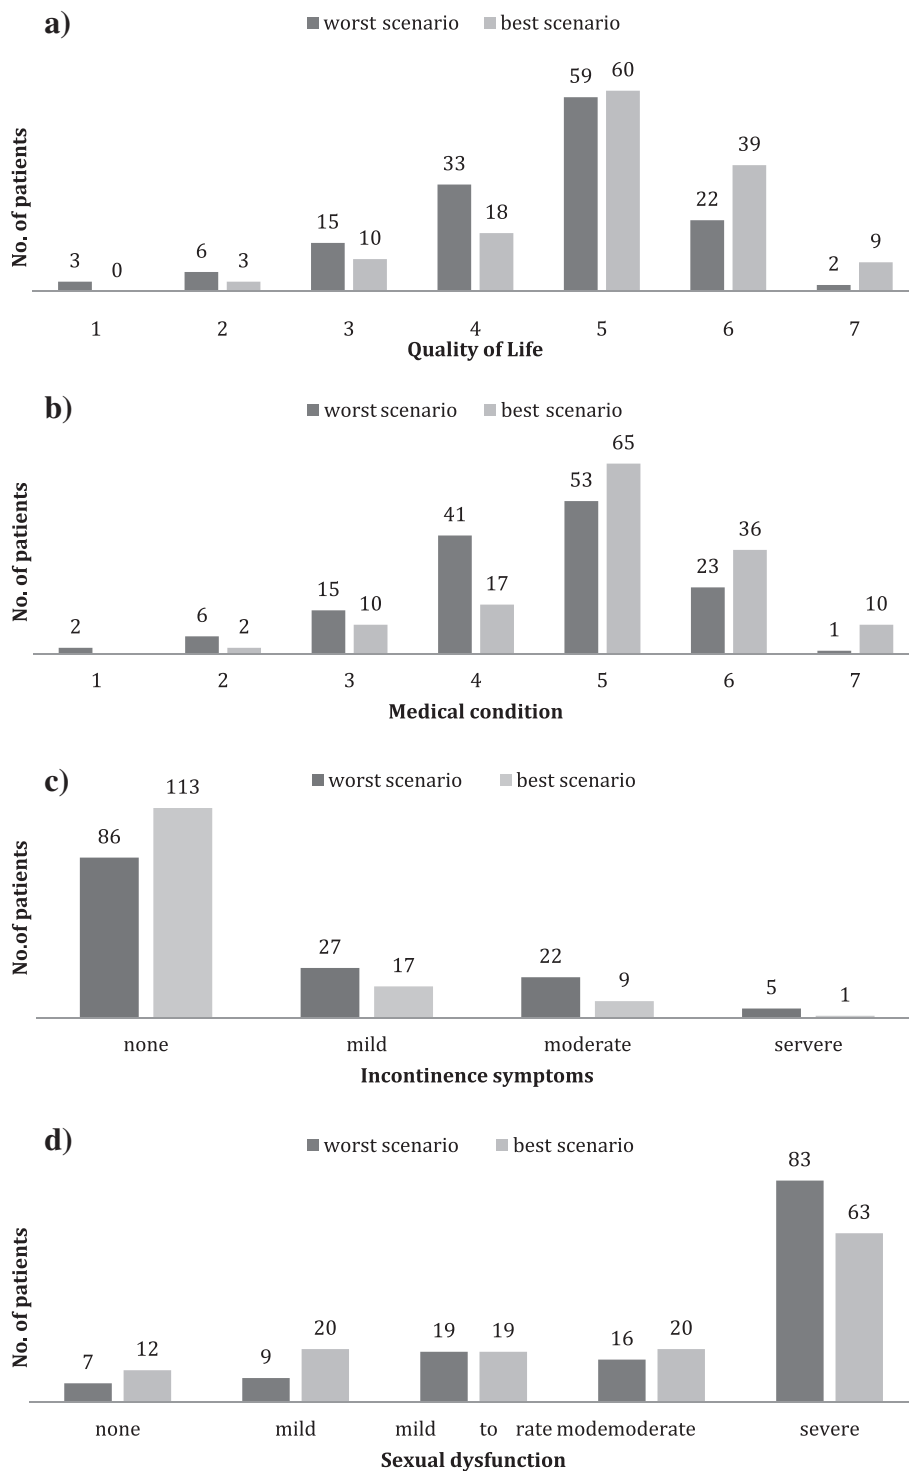 a)
worst scenario best scenario
No. of patients
59 60
33 39
15 18 22
3 0 6 3 10 2 9
1 2 3 4 5 6 7
Quality of Life
b)
worst scenario best scenario
No. of patients
65
53
41 36
15 17 23
2 6 2 10 1 10
1 2 3 4 5 6 7
Medical condition
c)
worst scenario best scenario
No.of patients
86 113
27 17 22 9 5 1
none mild moderate servere
Incontinence symptoms
d)
worst scenario best scenario
No. of patients
83 63
7 12 9 20 19 19 16 20
none mild mild to rate modemoderate severe
Sexual dysfunction